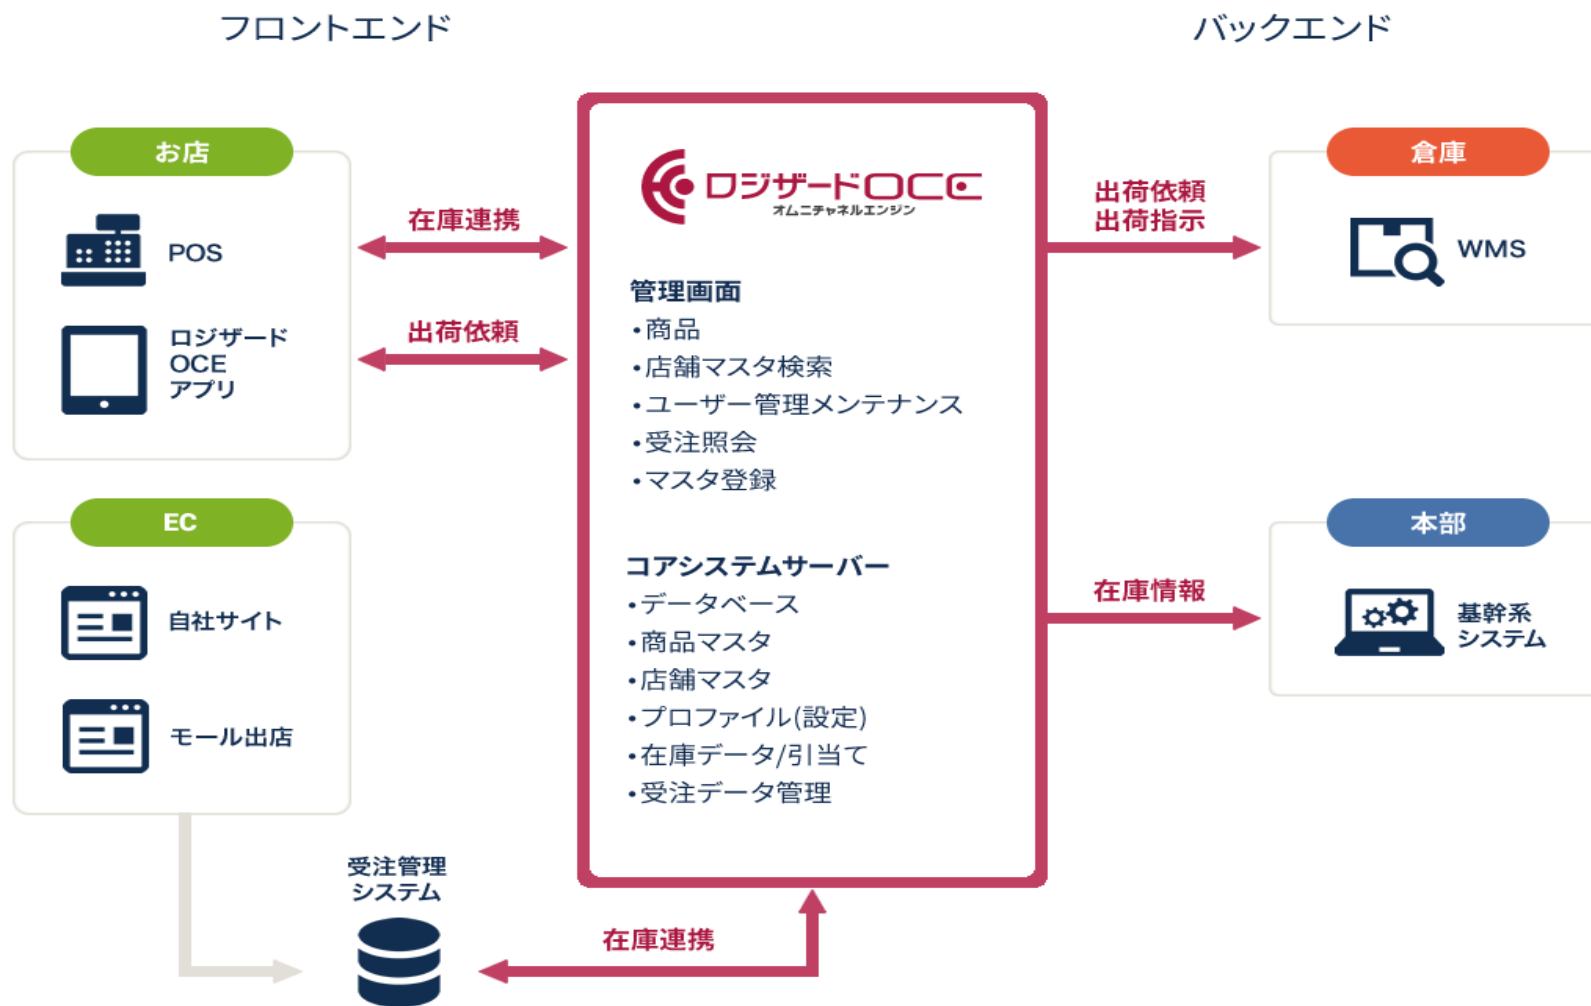 フロントエンド
バックエンド
お店
POS
ロジザード
OCE
アプリ
在庫連携
出荷依頼
EC
自社サイト
モール出店
受注管理
システム
在庫連携
ロジザードOCE
オムニチャネルエンジン
管理画面
・商品
・店舗マスタ検索
・ユーザー管理メンテナンス
・受注照会
・マスタ登録
コアシステムサーバー
・データベース
・商品マスタ
・店舗マスタ
・プロファイル(設定)
・在庫データ/引当て
・受注データ管理
出荷依頼
出荷指示
倉庫
WMS
在庫情報
本部
基幹系
システム